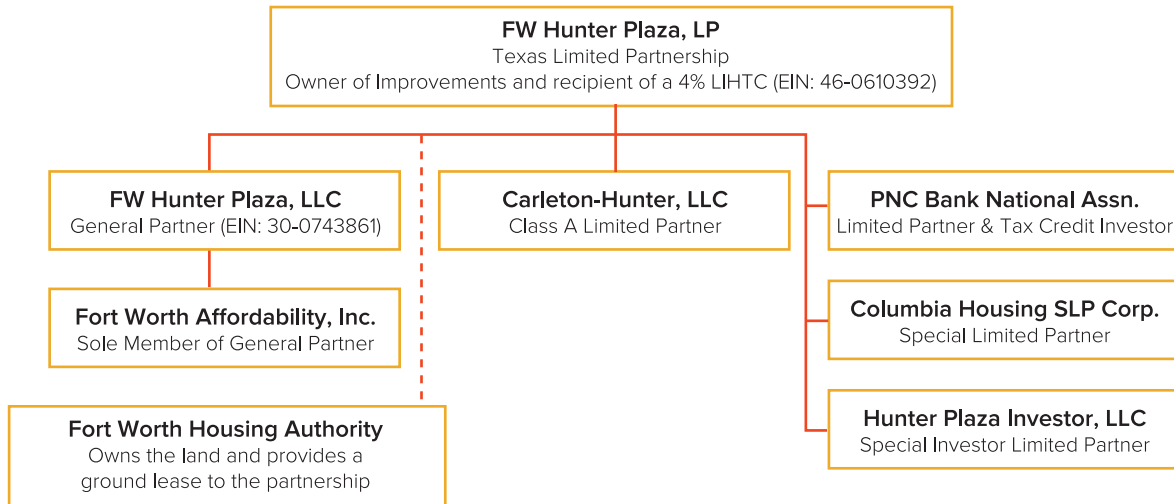 FW Hunter Plaza, LP
Texas Limited Partnership
Owner of Improvements and recipient of a 4% LIHTC (EIN: 46-0610392)
FW Hunter Plaza, LLC
General Partner (EIN: 30-0743861)
Carleton-Hunter, LLC
Class A Limited Partner
PNC Bank National Assn.
Limited Partner & Tax Credit Investor
Fort Worth Affordability, Inc.
Sole Member of General Partner
Columbia Housing SLP Corp.
Special Limited Partner
Fort Worth Housing Authority
Owns the land and provides a
ground lease to the partnership
Hunter Plaza Investor, LLC
Special Investor Limited Partner